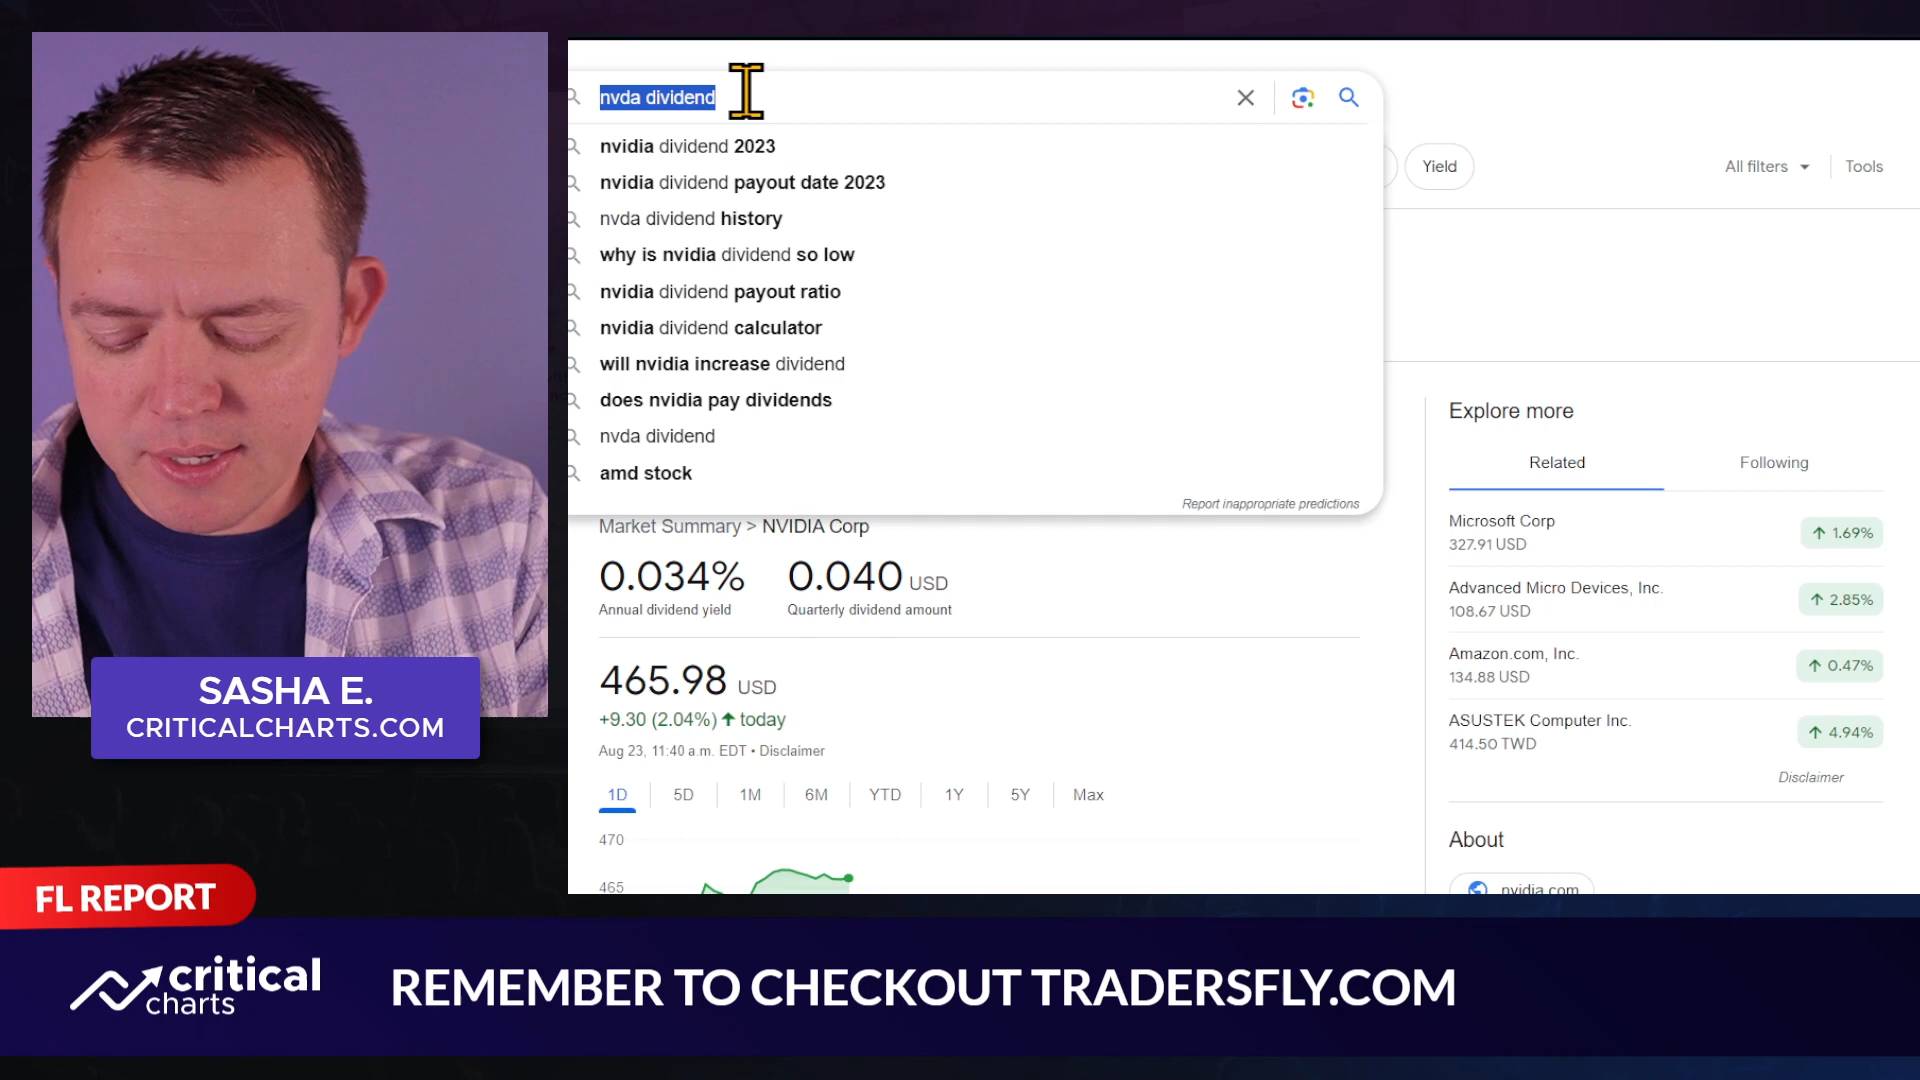 nvda dividend
nvidia dividend 2023
nvidia dividend payout date 2023
nvda dividend history
why is nvidia dividend so low
nvidia dividend payout ratio
nvidia dividend calculator
will nvidia increase dividend
does nvidia pay dividends
nvda dividend
amd stock
Report inappropriate predictions
Yield
All filters
Tools
Market Summary > NVIDIA Corp
0.034%
Annual dividend yield
0.040 USD
Quarterly dividend amount
465.98 USD
+9.30 (2.04%) ↑ today
Aug 23, 11:40 a.m. EDT • Disclaimer
1D
5D
1M
6M
YTD
1Y
5Y
Max
470
465
Explore more
Related
Following
Microsoft Corp
327.91 USD
↑ 1.69%
Advanced Micro Devices, Inc.
108.67 USD
↑ 2.85%
Amazon.com, Inc.
134.88 USD
↑ 0.47%
ASUSTEK Computer Inc.
414.50 TWD
↑ 4.94%
Disclaimer
About
nvidia.com
SASHA E.
CRITICALCHARTS.COM
FL REPORT
critical
charts
REMEMBER TO CHECKOUT TRADERSFLY.COM